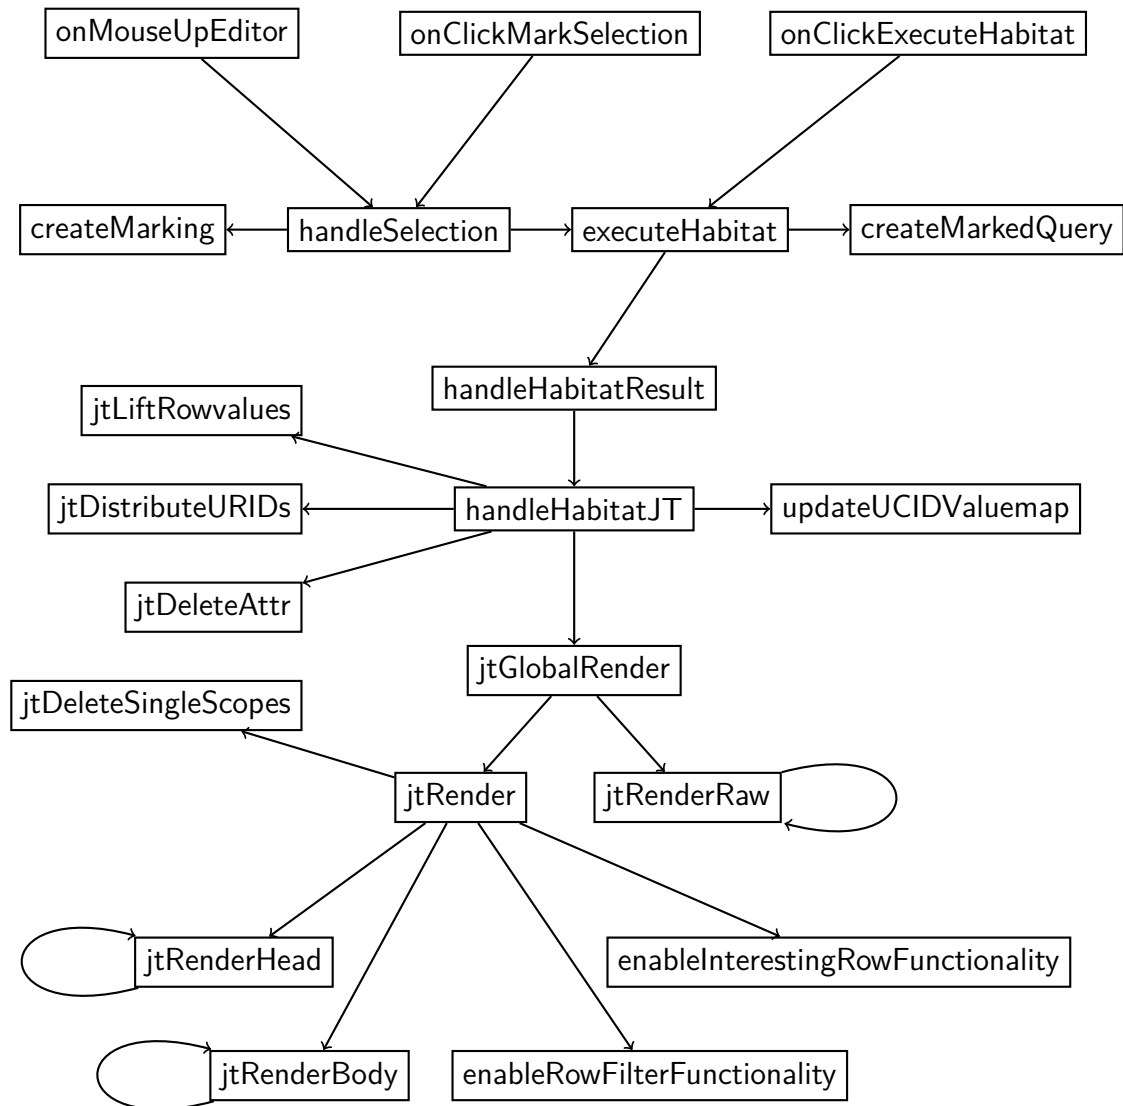 onMouseUpEditor
onClickMarkSelection
onClickExecuteHabitat
createMarking
handleSelection
executeHabitat
createMarkedQuery
handleHabitatResult
jtLiftRowvalues
jtDistributeURIDs
handleHabitatJT
updateUCIDValuemap
jtDeleteAttr
jtGlobalRender
jtDeleteSingleScopes
jtRender
jtRenderRaw
jtRenderHead
enableInterestingRowFunctionality
jtRenderBody
enableRowFilterFunctionality